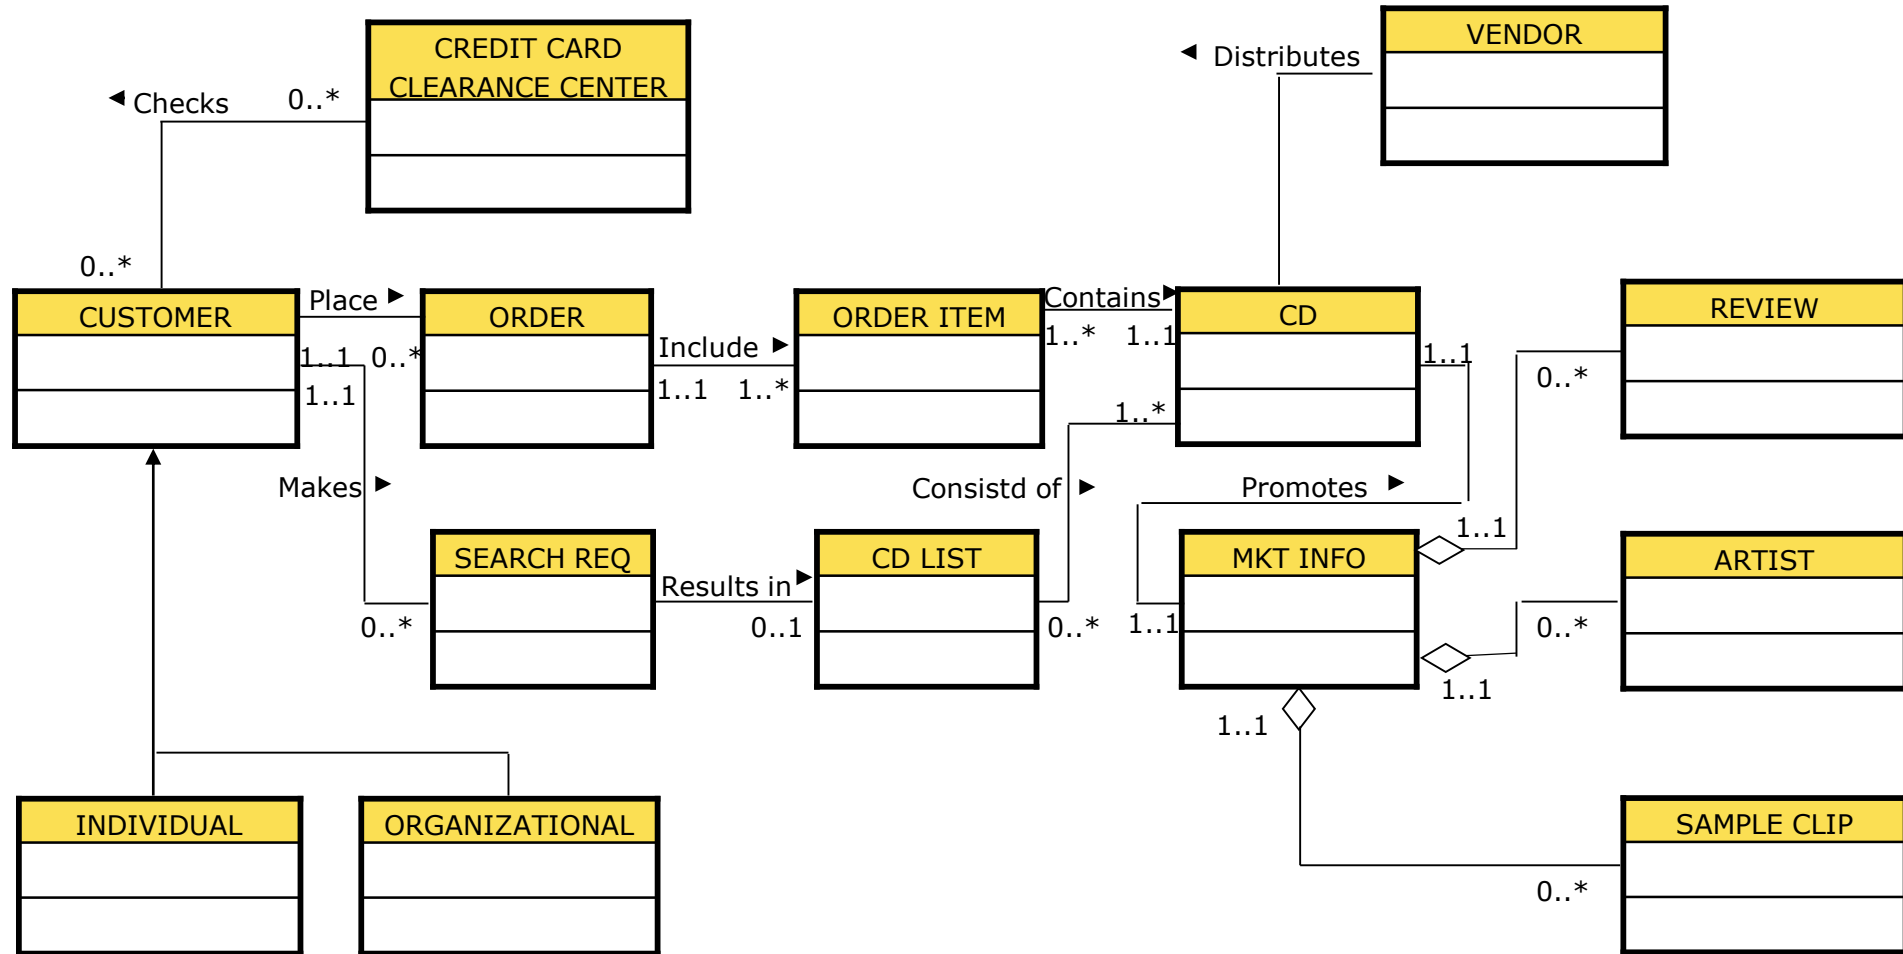 CREDIT CARD
CLEARANCE CENTER
VENDOR
◄ Distributes
◄ Checks
0..*
0..*
CUSTOMER
Place ►
ORDER
ORDER ITEM
Contains►
CD
REVIEW
1..1
0..*
Include ►
1..*
1..1
1..1
0..*
1..1
1..1
1..*
1..*
Makes ►
Consistd of ►
Promotes ►
1..1
SEARCH REQ
Results in►
CD LIST
MKT INFO
ARTIST
0..*
0..1
0..*
1..1
0..*
1..1
1..1
INDIVIDUAL
ORGANIZATIONAL
SAMPLE CLIP
0..*